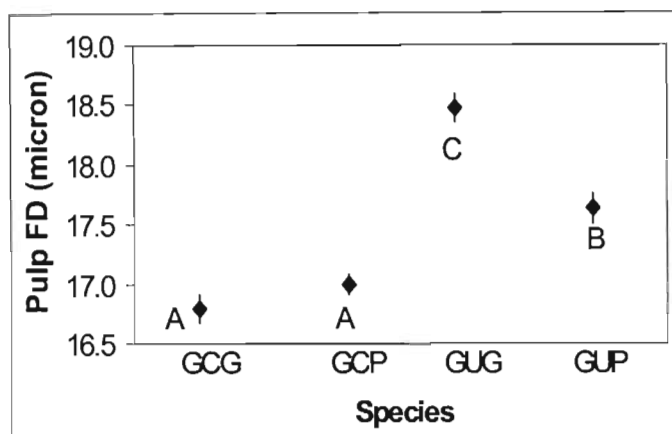 19.0
18.5
18.0
17.5
17.0
16.5
Pulp FD (micron)
A
A
C
B
GCG GCP GUG GUP
Species